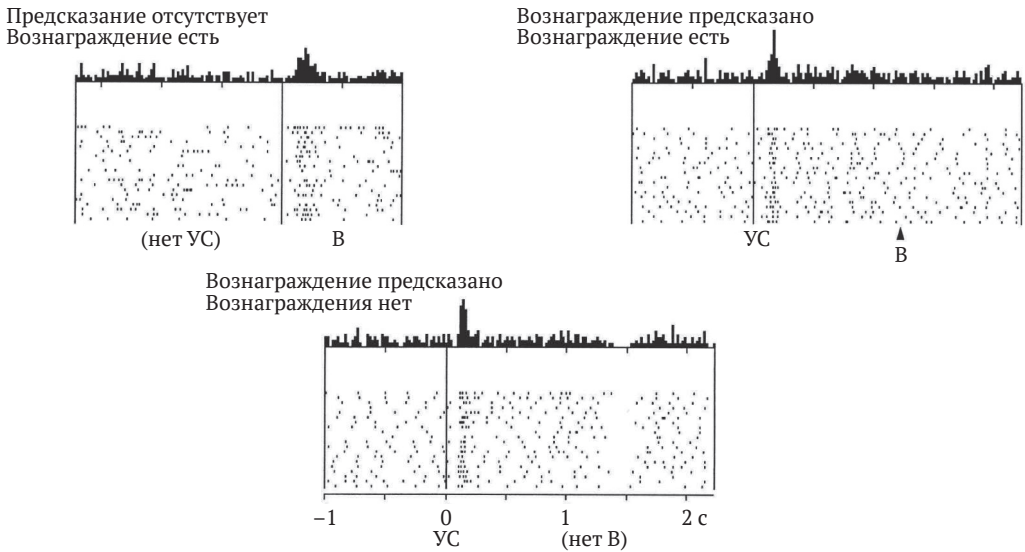 Предсказание отсутствует
Вознаграждение есть
(нет УС)
В
Вознаграждение предсказано
Вознаграждение есть
УС
В
Вознаграждение предсказано
Вознаграждения нет
−1
0
1
2 с
УС
(нет В)